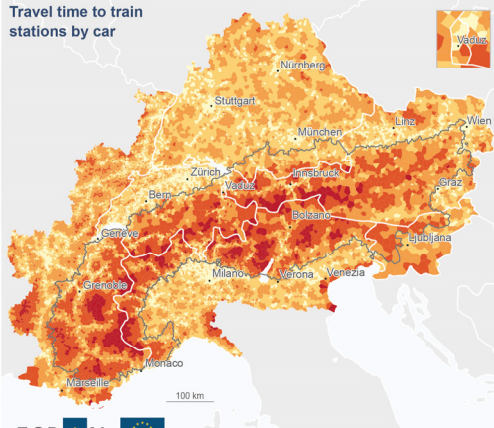 Travel time to train
stations by car
Vaduz
Nürnberg
Stuttgart
Linz
Wien
München
Zürich
Innsbruck
Vaduz
Bern
Graz
Bolzano
Genève
Ljubljana
Milano
Verona
Venezia
Grenoble
Monaco
Marseille
100 km